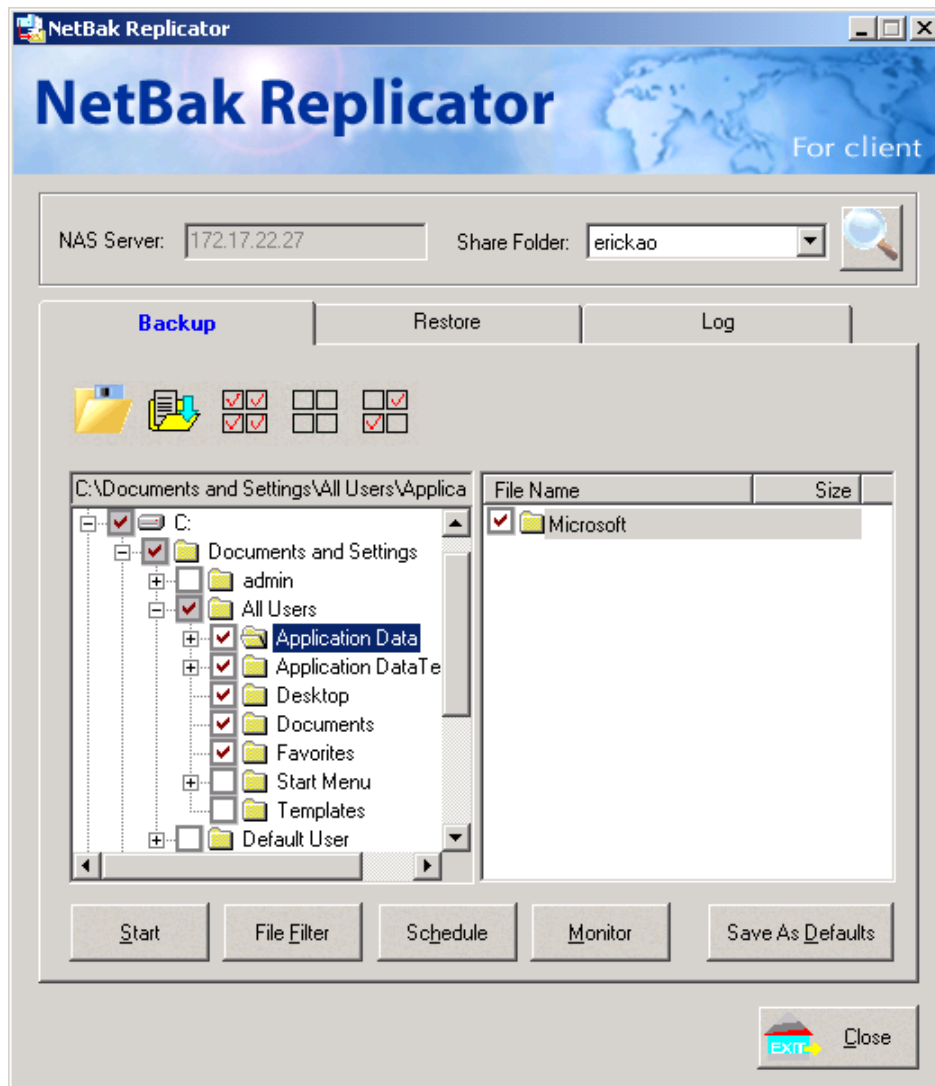 NetBak Replicator
NetBak Replicator
For client
NAS Server: 172.17.22.27 Share Folder: erickao
Backup Restore Log
C:\Documents and Settings\All Users\Applica
File Name Size
C:
Microsoft
Documents and Settings
admin
All Users
Application Data
Application DataTe
Desktop
Documents
Favorites
Start Menu
Templates
Default User
Start File Filter Schedule Monitor Save As Defaults
EXIT Close